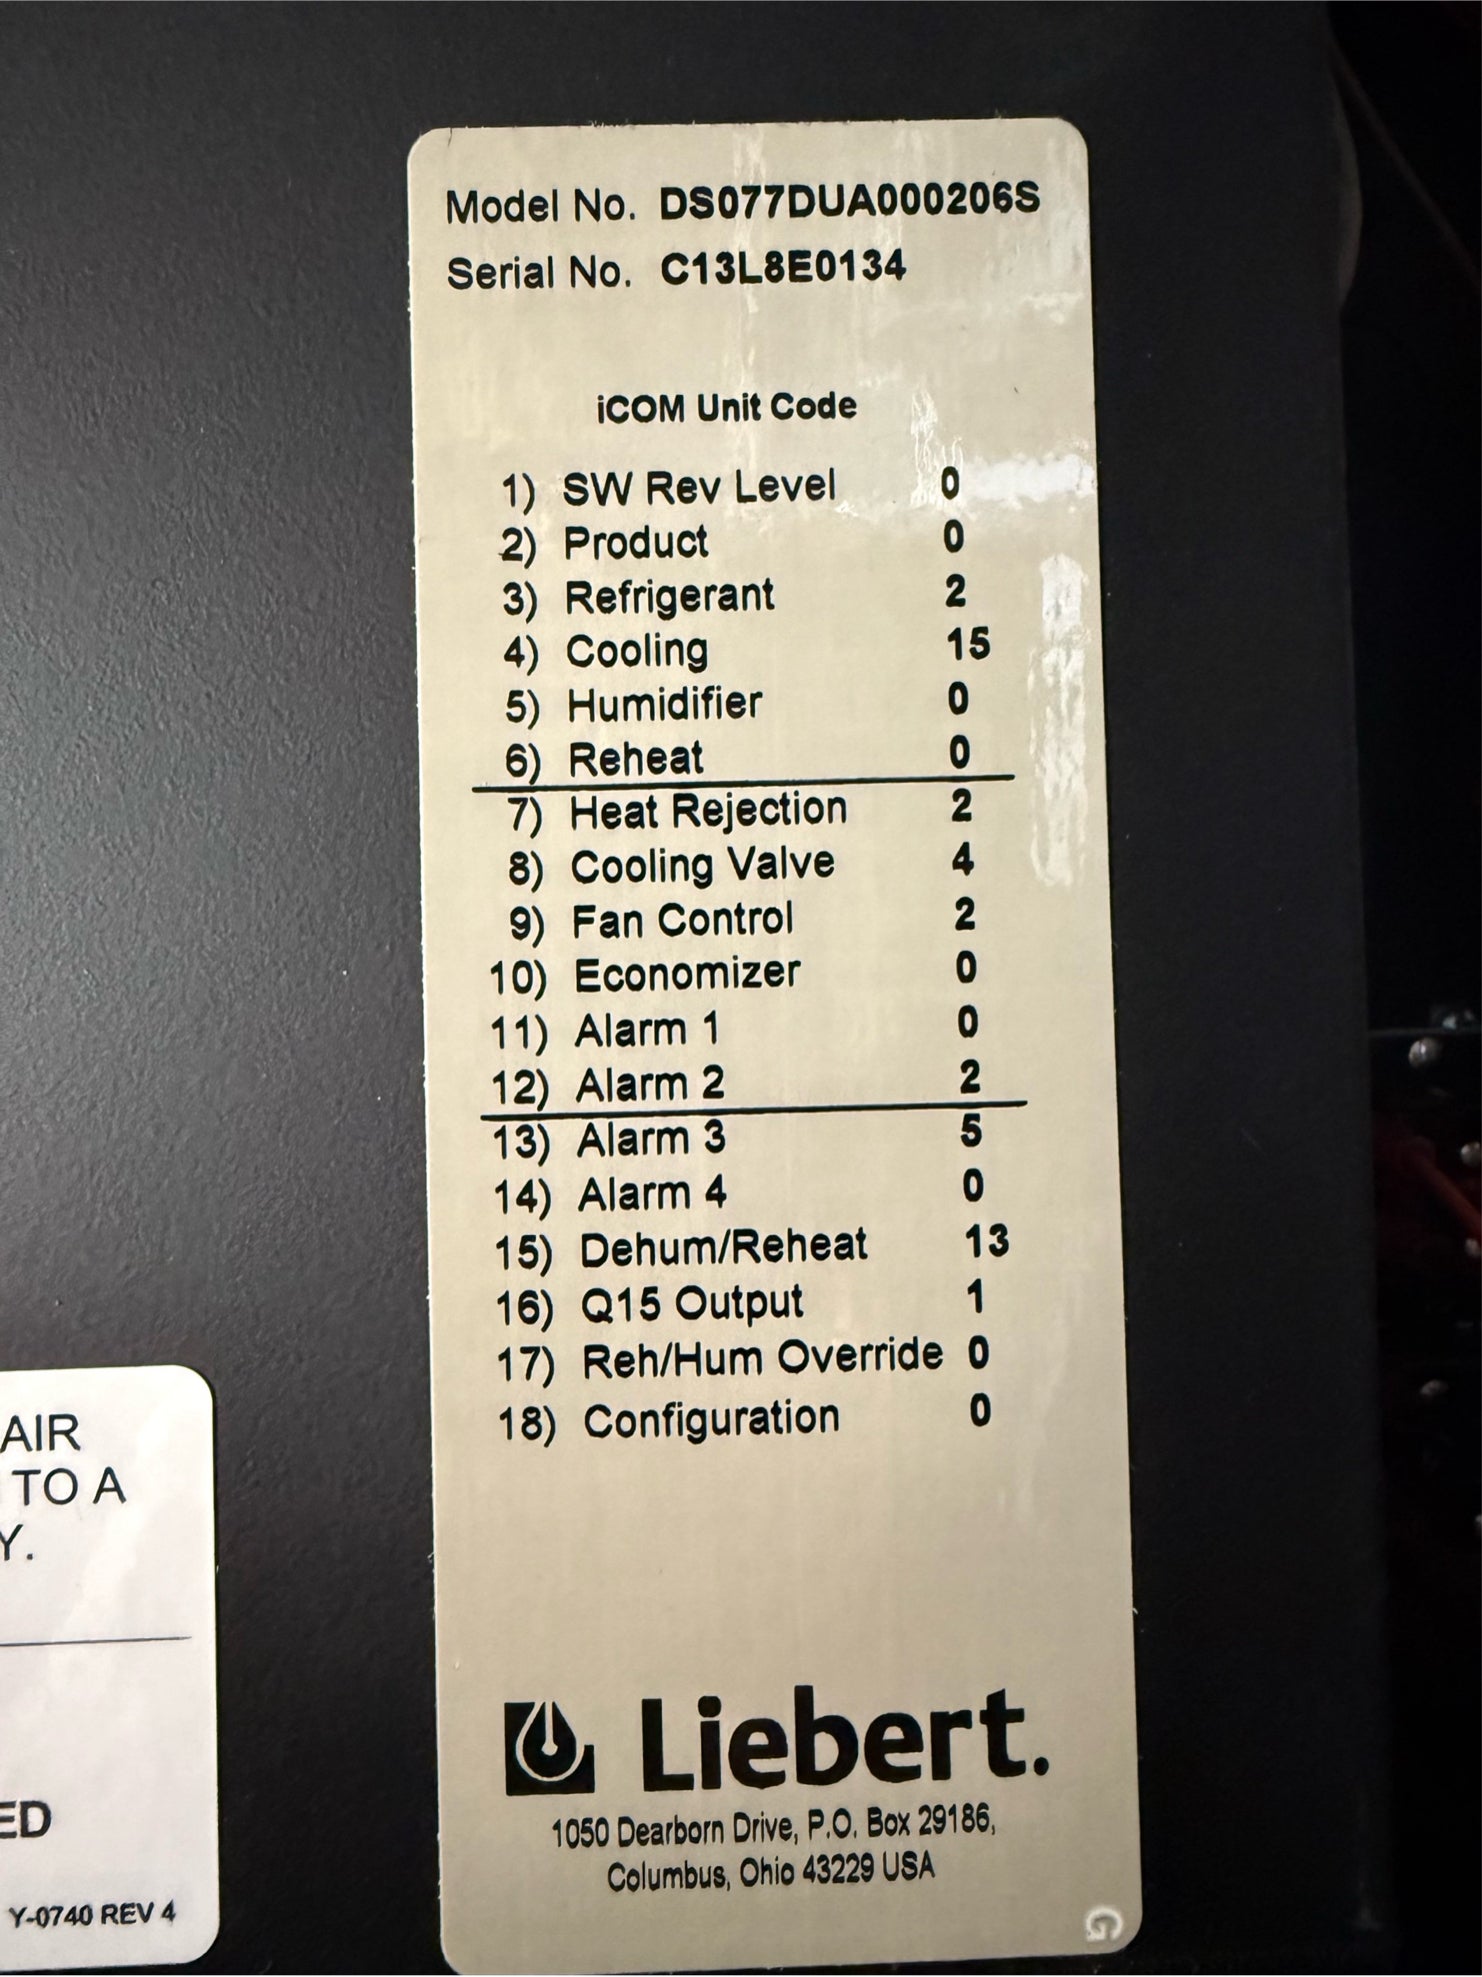 Model No. DS077DUA000206S
Serial No. C13L8E0134
iCOM Unit Code
1) SW Rev Level 0
2) Product 0
3) Refrigerant 2
4) Cooling 15
5) Humidifier 0
6) Reheat 0
7) Heat Rejection 2
8) Cooling Valve 4
9) Fan Control 2
10) Economizer 0
11) Alarm 1 0
12) Alarm 2 2
13) Alarm 3 5
14) Alarm 4 0
15) Dehum/Reheat 13
16) Q15 Output 1
17) Reh/Hum Override 0
18) Configuration 0
Liebert.
1050 Dearborn Drive, P.O. Box 29186,
Columbus, Ohio 43229 USA
G
AIR
TO A
Y.
ED
Y-0740 REV 4